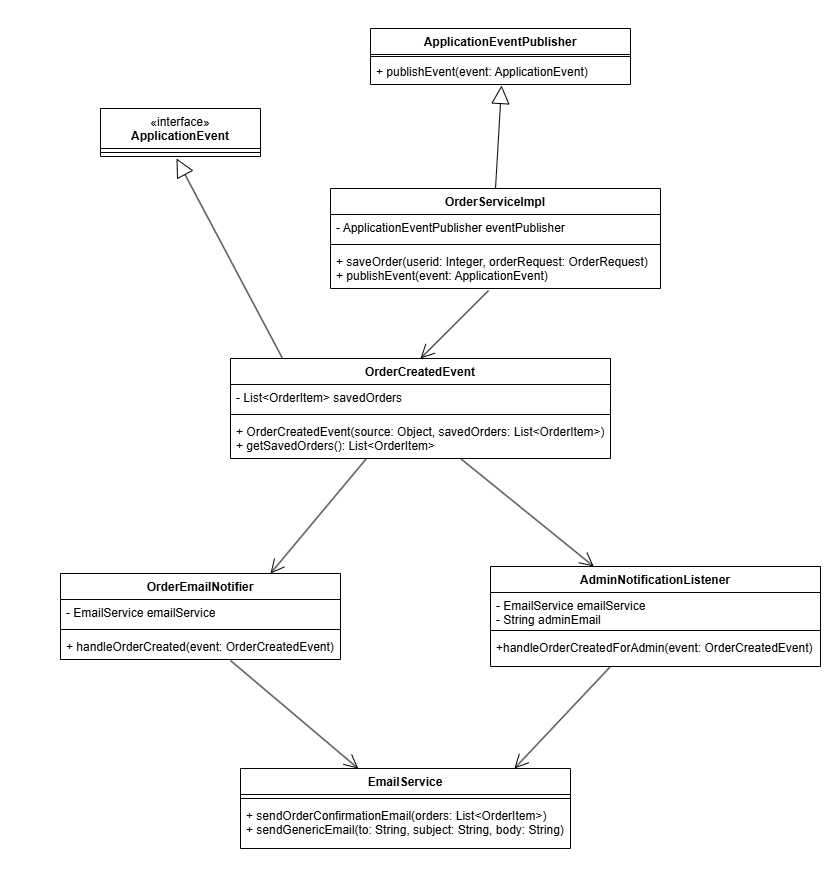 ApplicationEventPublisher
+ publishEvent(event: ApplicationEvent)
«interface»
ApplicationEvent
OrderServiceImpl
- ApplicationEventPublisher eventPublisher
+ saveOrder(userid: Integer, orderRequest: OrderRequest)
+ publishEvent(event: ApplicationEvent)
OrderCreatedEvent
- List<OrderItem> savedOrders
+ OrderCreatedEvent(source: Object, savedOrders: List<OrderItem>)
+ getSavedOrders(): List<OrderItem>
OrderEmailNotifier
- EmailService emailService
+ handleOrderCreated(event: OrderCreatedEvent)
AdminNotificationListener
- EmailService emailService
- String adminEmail
+handleOrderCreatedForAdmin(event: OrderCreatedEvent)
EmailService
+ sendOrderConfirmationEmail(orders: List<OrderItem>)
+ sendGenericEmail(to: String, subject: String, body: String)